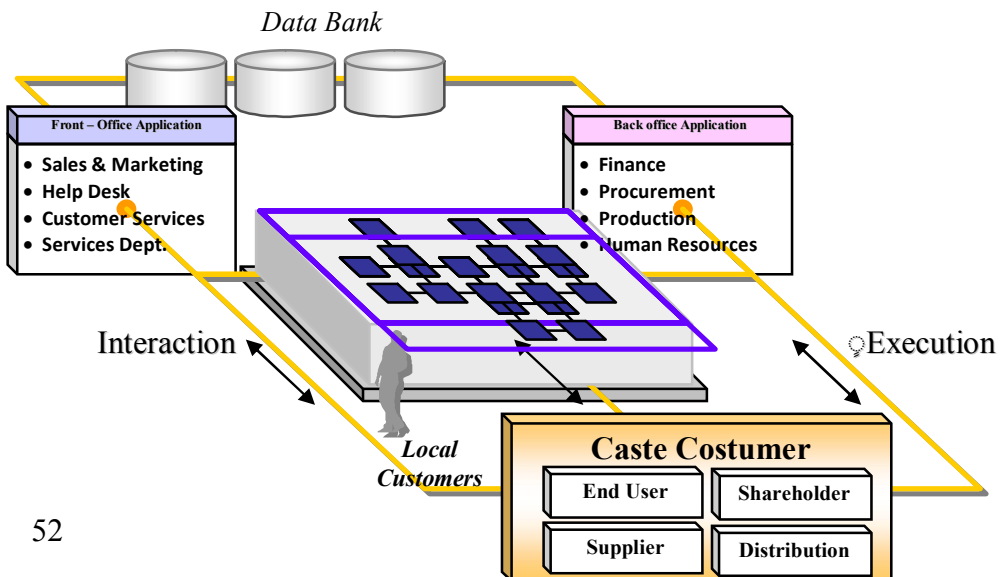 Data Bank
Front – Office Application
• Sales & Marketing
• Help Desk
• Customer Services
• Services Dept.
Back office Application
• Finance
• Procurement
• Production
• Human Resources
Interaction
Execution
Local
Customers
Caste Costumer
End User
Shareholder
Supplier
Distribution
52